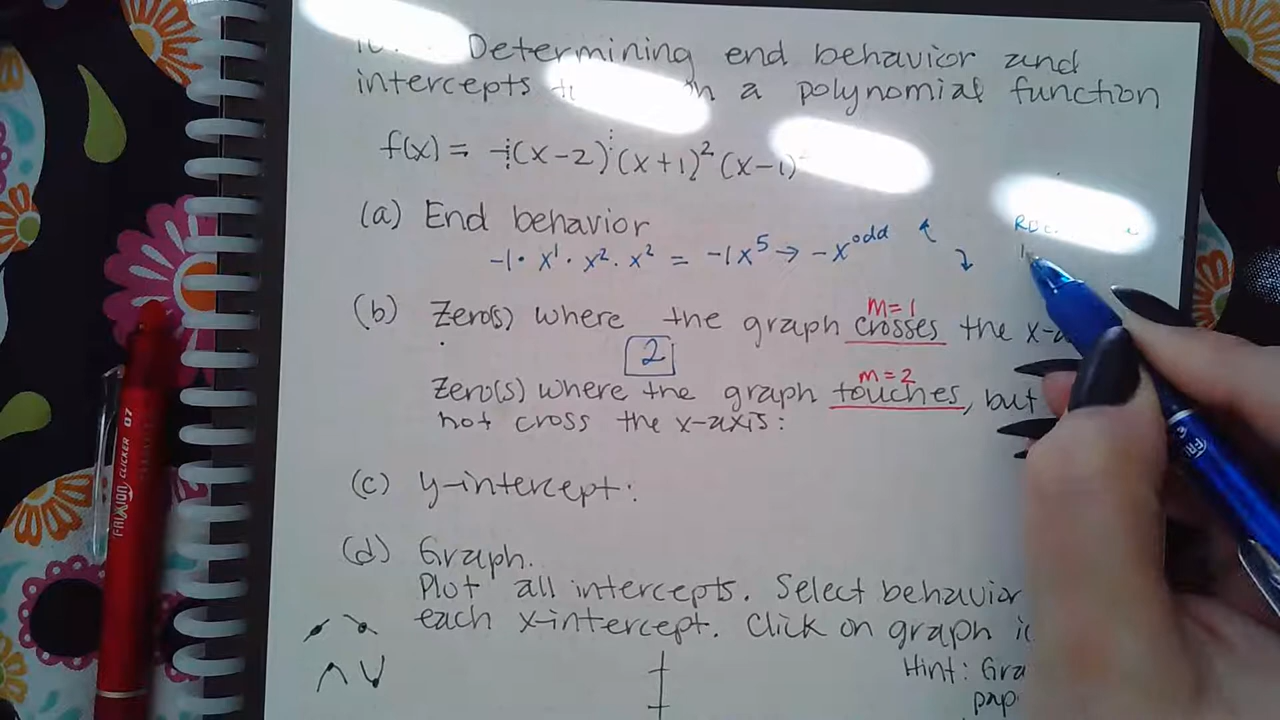 Determining end behavior and
intercepts a polynomial function
f(x) = -(x-2)(x+1)² (x-1)
(a) End behavior
-1 · x¹ · x² · x² = -1x⁵ → -x^odd ↰ ↴
(b) Zero(s) where the graph crosses the
m=1
2
m=2
Zero(s) where the graph touches, but
not cross the x-axis:
(c) y-intercept:
(d) Graph.
Plot all intercepts. Select behavior
each x-intercept. Click on graph
Hint:
FRIXION CLICKER 07